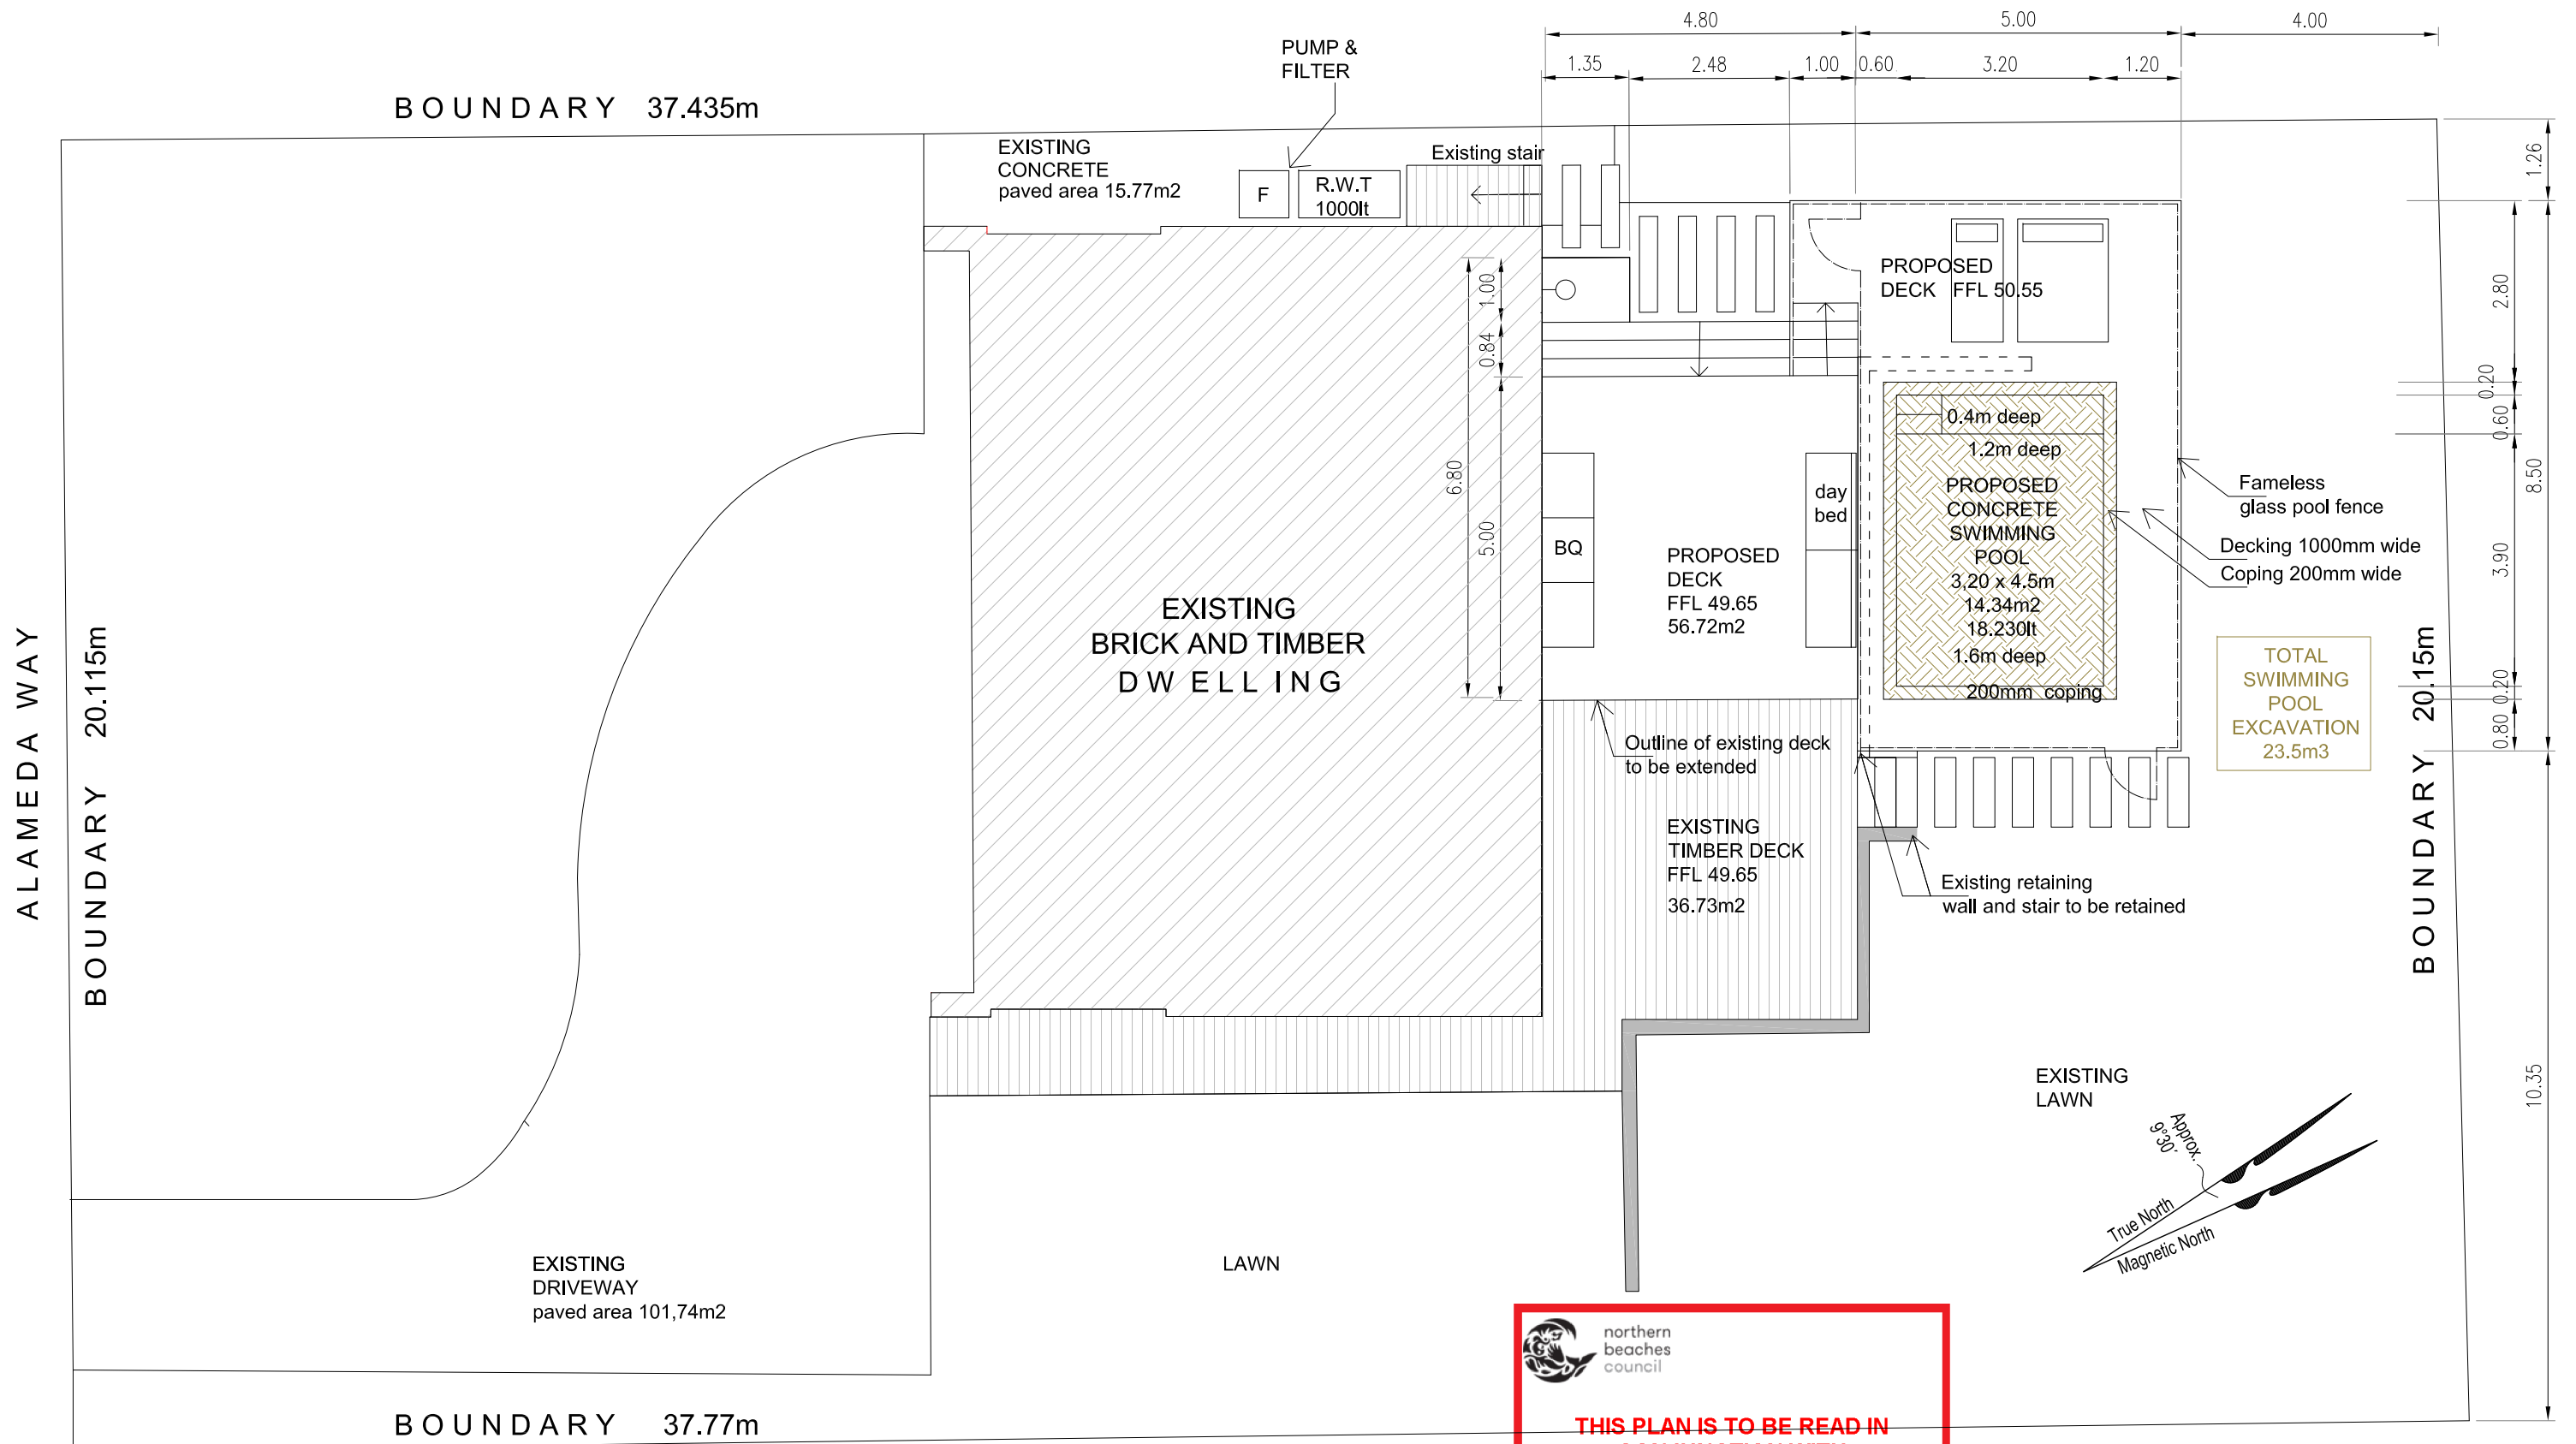 4.80
5.00
4.00
1.35
2.48
1.00
0.60
3.20
1.20
PUMP &
FILTER
BOUNDARY 37.435m
EXISTING
CONCRETE
paved area 15.77m2
Existing stair
F
R.W.T
1000lt
1.26
PROPOSED
DECK FFL 50.55
1.00
0.84
6.80
5.00
2.80
0.20
0.60
8.50
3.90
0.20
0.80
10.35
0.4m deep
1.2m deep
PROPOSED
CONCRETE
SWIMMING
POOL
3,20 x 4.5m
14.34m2
18.230lt
1.6m deep
200mm coping
day
bed
BQ
PROPOSED
DECK
FFL 49.65
56.72m2
Fameless
glass pool fence
Decking 1000mm wide
Coping 200mm wide
TOTAL
SWIMMING
POOL
EXCAVATION
23.5m3
EXISTING
BRICK AND TIMBER
DWELLING
ALAMEDA WAY
BOUNDARY 20.115m
BOUNDARY 20.15m
Outline of existing deck
to be extended
EXISTING
TIMBER DECK
FFL 49.65
36.73m2
Existing retaining
wall and stair to be retained
EXISTING
LAWN
Approx.
9°30'
True North
Magnetic North
EXISTING
DRIVEWAY
paved area 101,74m2
LAWN
BOUNDARY 37.77m
northern
beaches
council
THIS PLAN IS TO BE READ IN